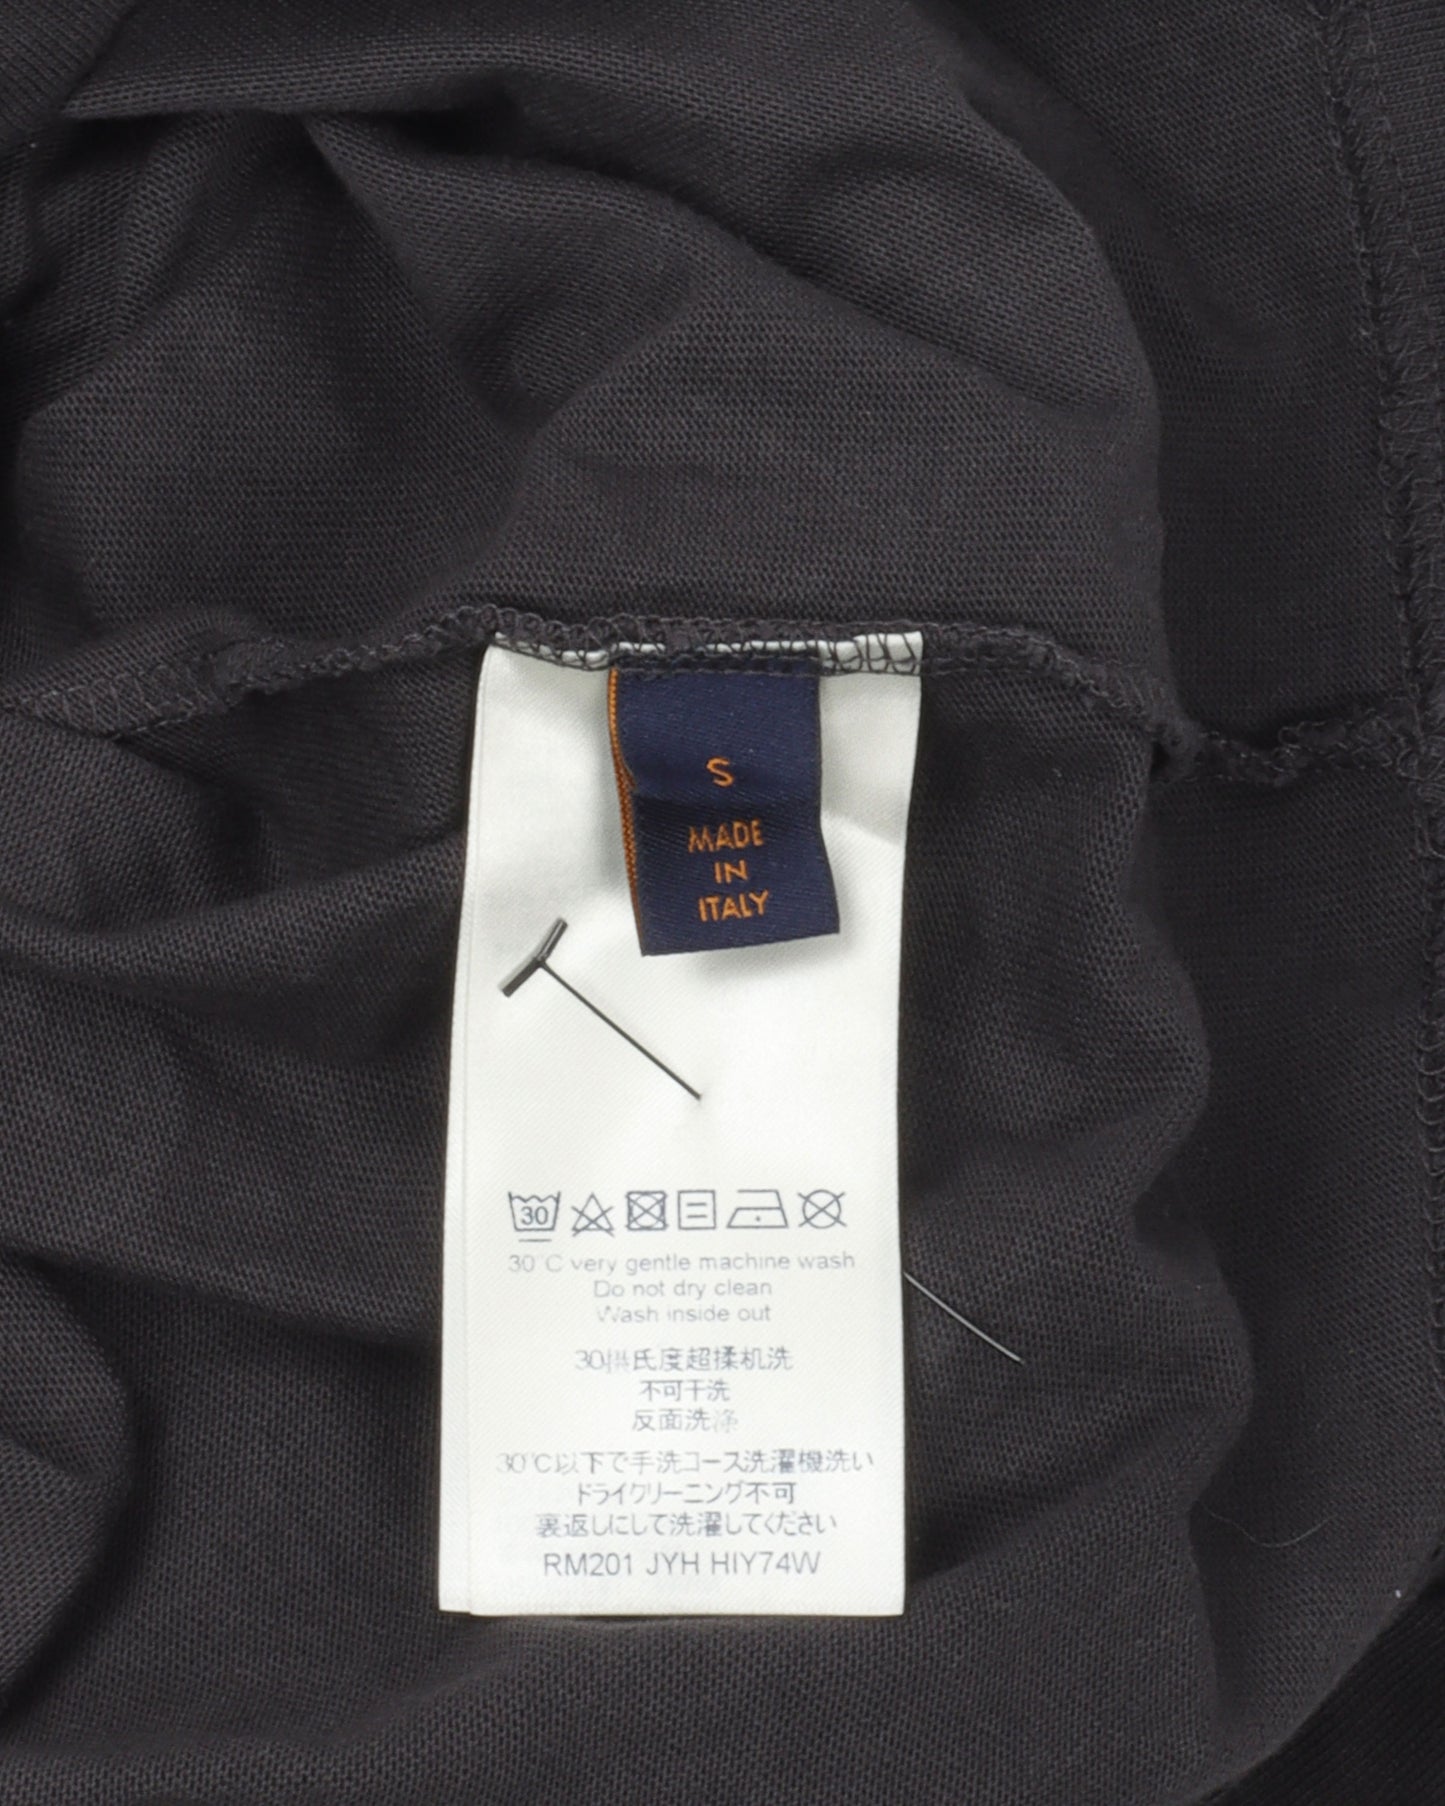 S
MADE
IN
ITALY
30
30°C very gentle machine wash
Do not dry clean
Wash inside out
30摄氏度超揉机洗
不可干洗
反面洗涤
30℃以下で手洗コース洗濯機洗い
ドライクリーニング不可
裏返しにして洗濯してください
RM201 JYH HIY74W